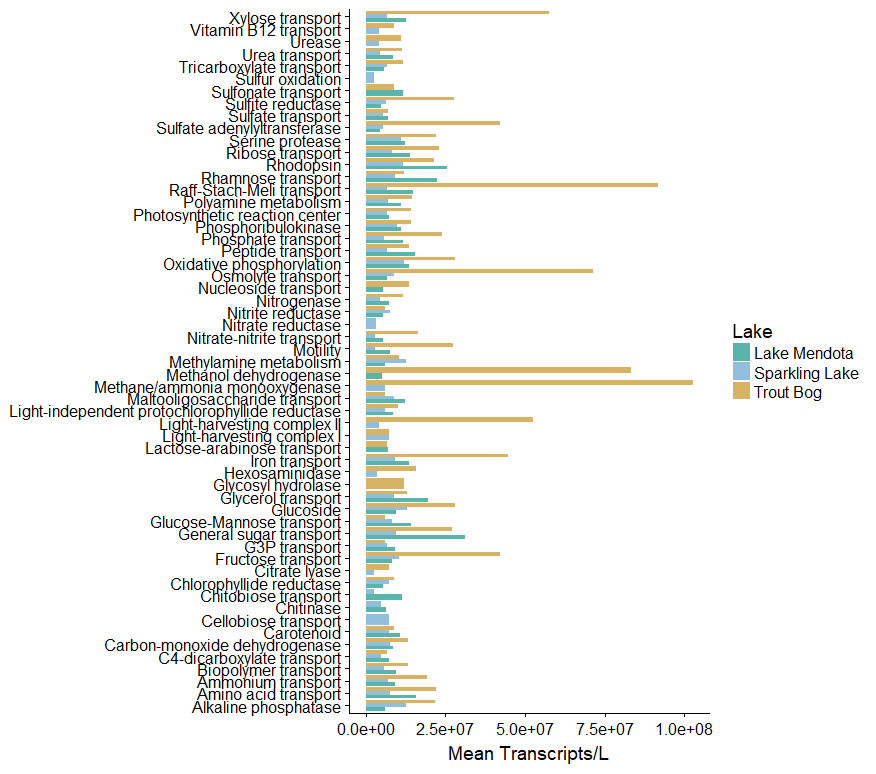 Xylose transport
Vitamin B12 transport
Urease
Urea transport
Tricarboxylate transport
Sulfur oxidation
Sulfonate transport
Sulfite reductase
Sulfate transport
Sulfate adenylyltransferase
Serine protease
Ribose transport
Rhodopsin
Rhamnose transport
Raff-Stach-Meli transport
Polyamine metabolism
Photosynthetic reaction center
Phosphoribulokinase
Phosphate transport
Peptide transport
Oxidative phosphorylation
Osmolyte transport
Nucleoside transport
Nitrogenase
Nitrite reductase
Nitrate reductase
Nitrate-nitrite transport
Motility
Methylamine metabolism
Methanol dehydrogenase
Methane/ammonia monooxygenase
Maltooligosaccharide transport
Light-independent protochlorophyllide reductase
Light-harvesting complex II
Light-harvesting complex I
Lactose-arabinose transport
Iron transport
Hexosaminidase
Glycosyl hydrolase
Glycerol transport
Glucoside
Glucose-Mannose transport
General sugar transport
G3P transport
Fructose transport
Citrate lyase
Chlorophyllide reductase
Chitobiose transport
Chitinase
Cellobiose transport
Carotenoid
Carbon-monoxide dehydrogenase
C4-dicarboxylate transport
Biopolymer transport
Ammonium transport
Amino acid transport
Alkaline phosphatase
0.0e+00 2.5e+07 5.0e+07 7.5e+07 1.0e+08
Mean Transcripts/L
Lake
Lake Mendota
Sparkling Lake
Trout Bog